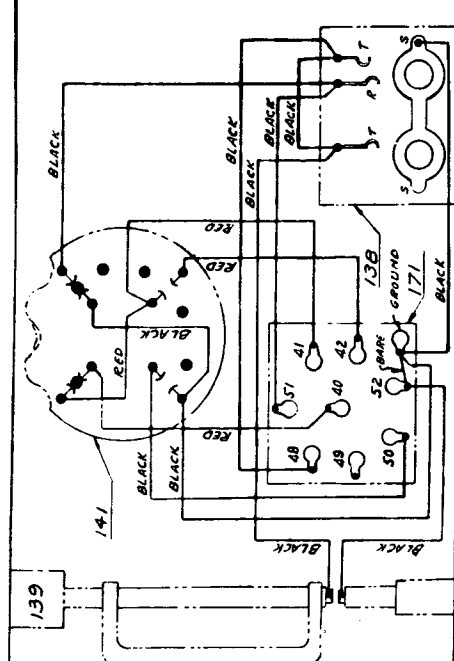 139
141
BLACK
RED
BLACK
BLACK
BLACK
RED
BLACK
BLACK
BLACK
BLACK
RED
RED
T
R
T
S
S
138
171
GROUND
BARE
BLACK
41
42
51
40
52
48
49
50
BLACK
BLACK